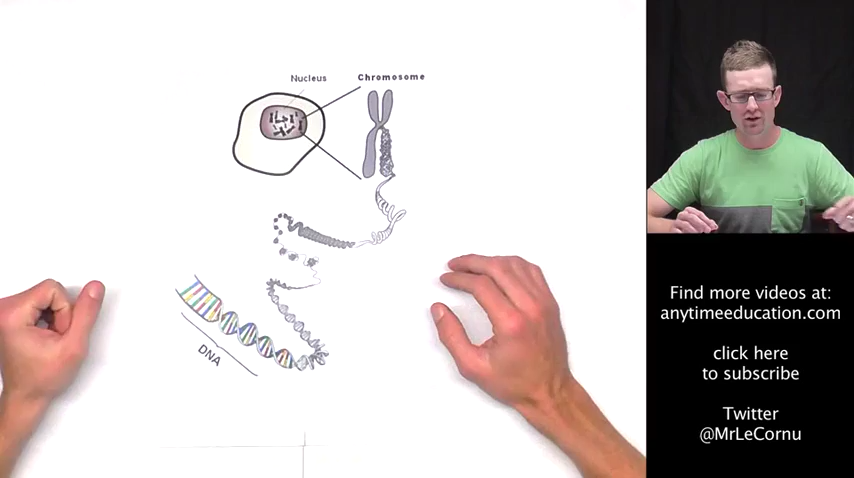 Nucleus
Chromosome
DNA
Find more videos at:
anytimeeducation.com
click here
to subscribe
Twitter
@MrLeCornu